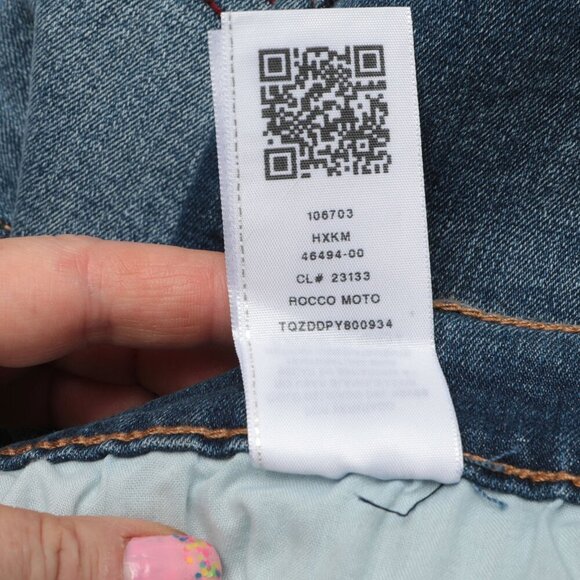 106703
HXKM
46494-00
CL# 23133
ROCCO MOTO
TQZDDPY800934